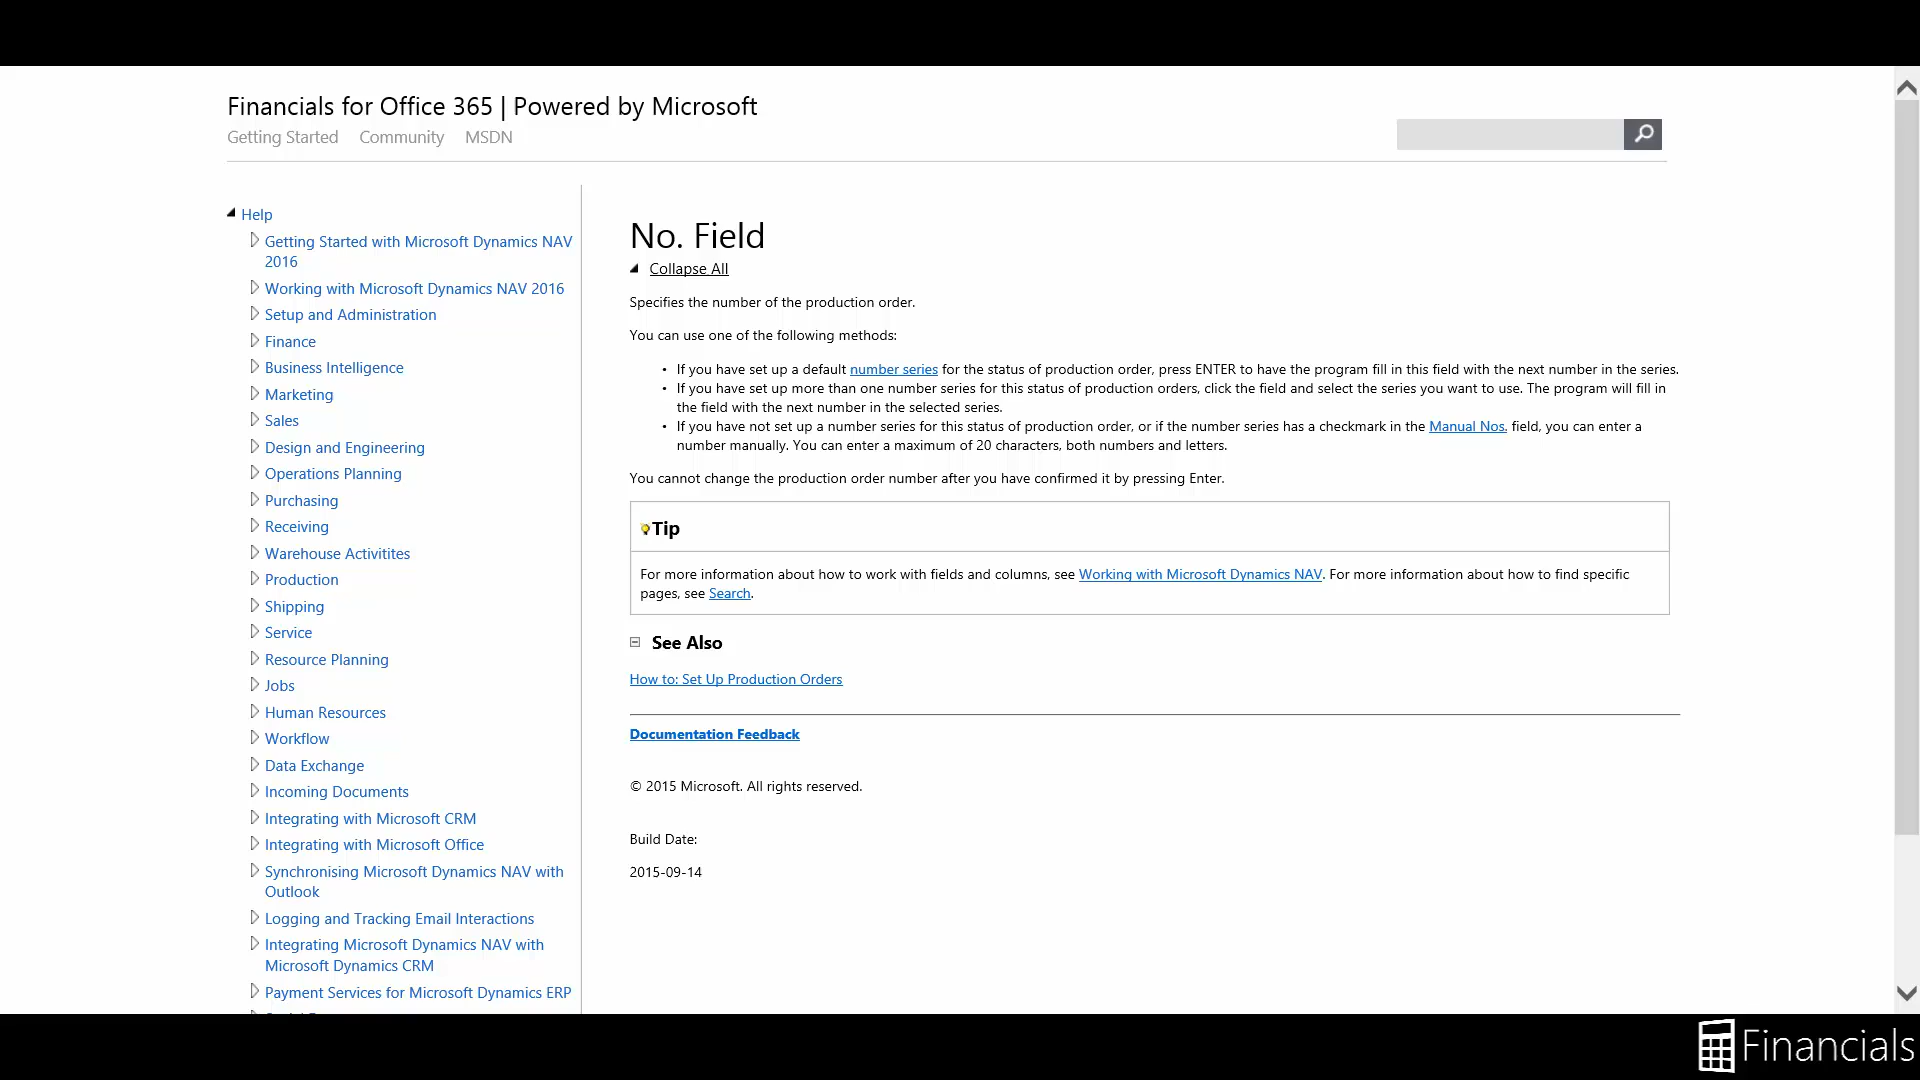 Financials for Office 365 | Powered by Microsoft
Getting Started Community MSDN
Help
Getting Started with Microsoft Dynamics NAV
2016
Working with Microsoft Dynamics NAV 2016
Setup and Administration
Finance
Business Intelligence
Marketing
Sales
Design and Engineering
Operations Planning
Purchasing
Receiving
Warehouse Activitites
Production
Shipping
Service
Resource Planning
Jobs
Human Resources
Workflow
Data Exchange
Incoming Documents
Integrating with Microsoft CRM
Integrating with Microsoft Office
Synchronising Microsoft Dynamics NAV with
Outlook
Logging and Tracking Email Interactions
Integrating Microsoft Dynamics NAV with
Microsoft Dynamics CRM
Payment Services for Microsoft Dynamics ERP
No. Field
Collapse All
Specifies the number of the production order.
You can use one of the following methods:
• If you have set up a default number series for the status of production order, press ENTER to have the program fill in this field with the next number in the series.
• If you have set up more than one number series for this status of production orders, click the field and select the series you want to use. The program will fill in
the field with the next number in the selected series.
• If you have not set up a number series for this status of production order, or if the number series has a checkmark in the Manual Nos. field, you can enter a
number manually. You can enter a maximum of 20 characters, both numbers and letters.
You cannot change the production order number after you have confirmed it by pressing Enter.
Tip
For more information about how to work with fields and columns, see Working with Microsoft Dynamics NAV. For more information about how to find specific
pages, see Search.
See Also
How to: Set Up Production Orders
Documentation Feedback
© 2015 Microsoft. All rights reserved.
Build Date:
2015-09-14
Financials